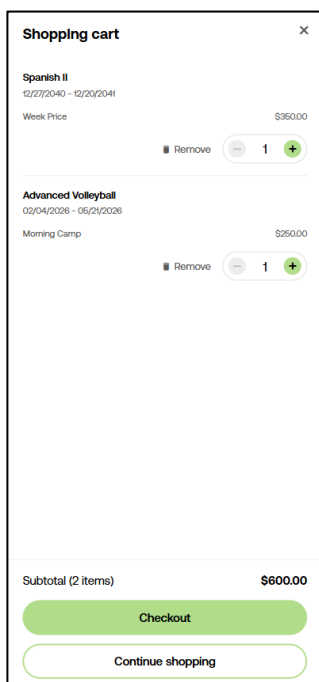 Shopping cart
Spanish II
12/27/2040 - 12/20/2041
Week Price $350.00
Remove 1
Advanced Volleyball
02/04/2026 - 05/21/2026
Morning Camp $250.00
Remove 1
Subtotal (2 items) $600.00
Checkout
Continue shopping